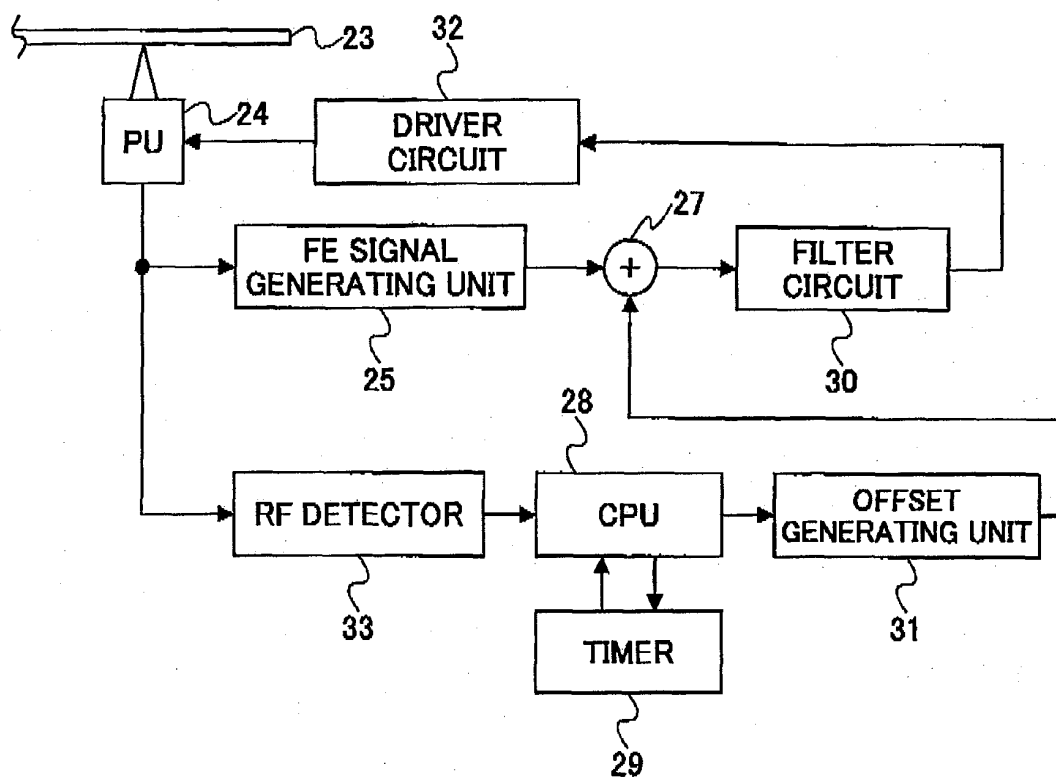 23
32
24
PU
DRIVER
CIRCUIT
27
FE SIGNAL
GENERATING UNIT
+
FILTER
CIRCUIT
25
30
28
RF DETECTOR
CPU
OFFSET
GENERATING UNIT
33
31
TIMER
29